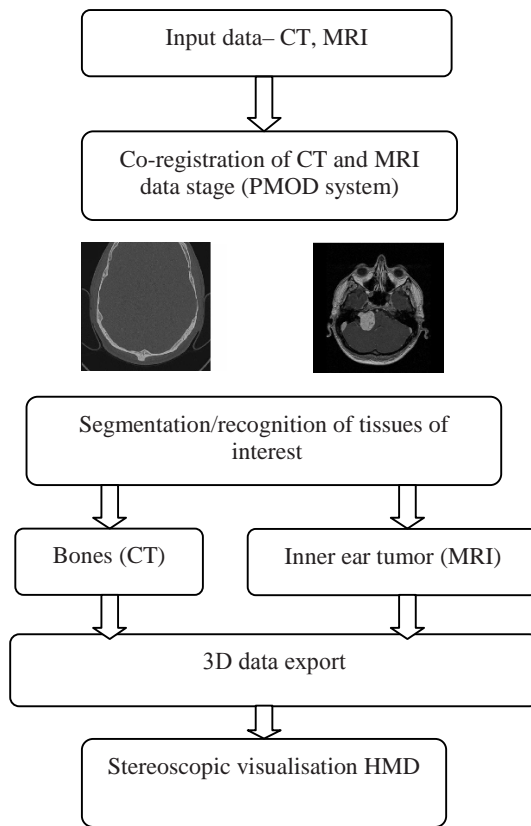 Input data– CT, MRI
Co-registration of CT and MRI
data stage (PMOD system)
Segmentation/recognition of tissues of
interest
Bones (CT)
Inner ear tumor (MRI)
3D data export
Stereoscopic visualisation HMD